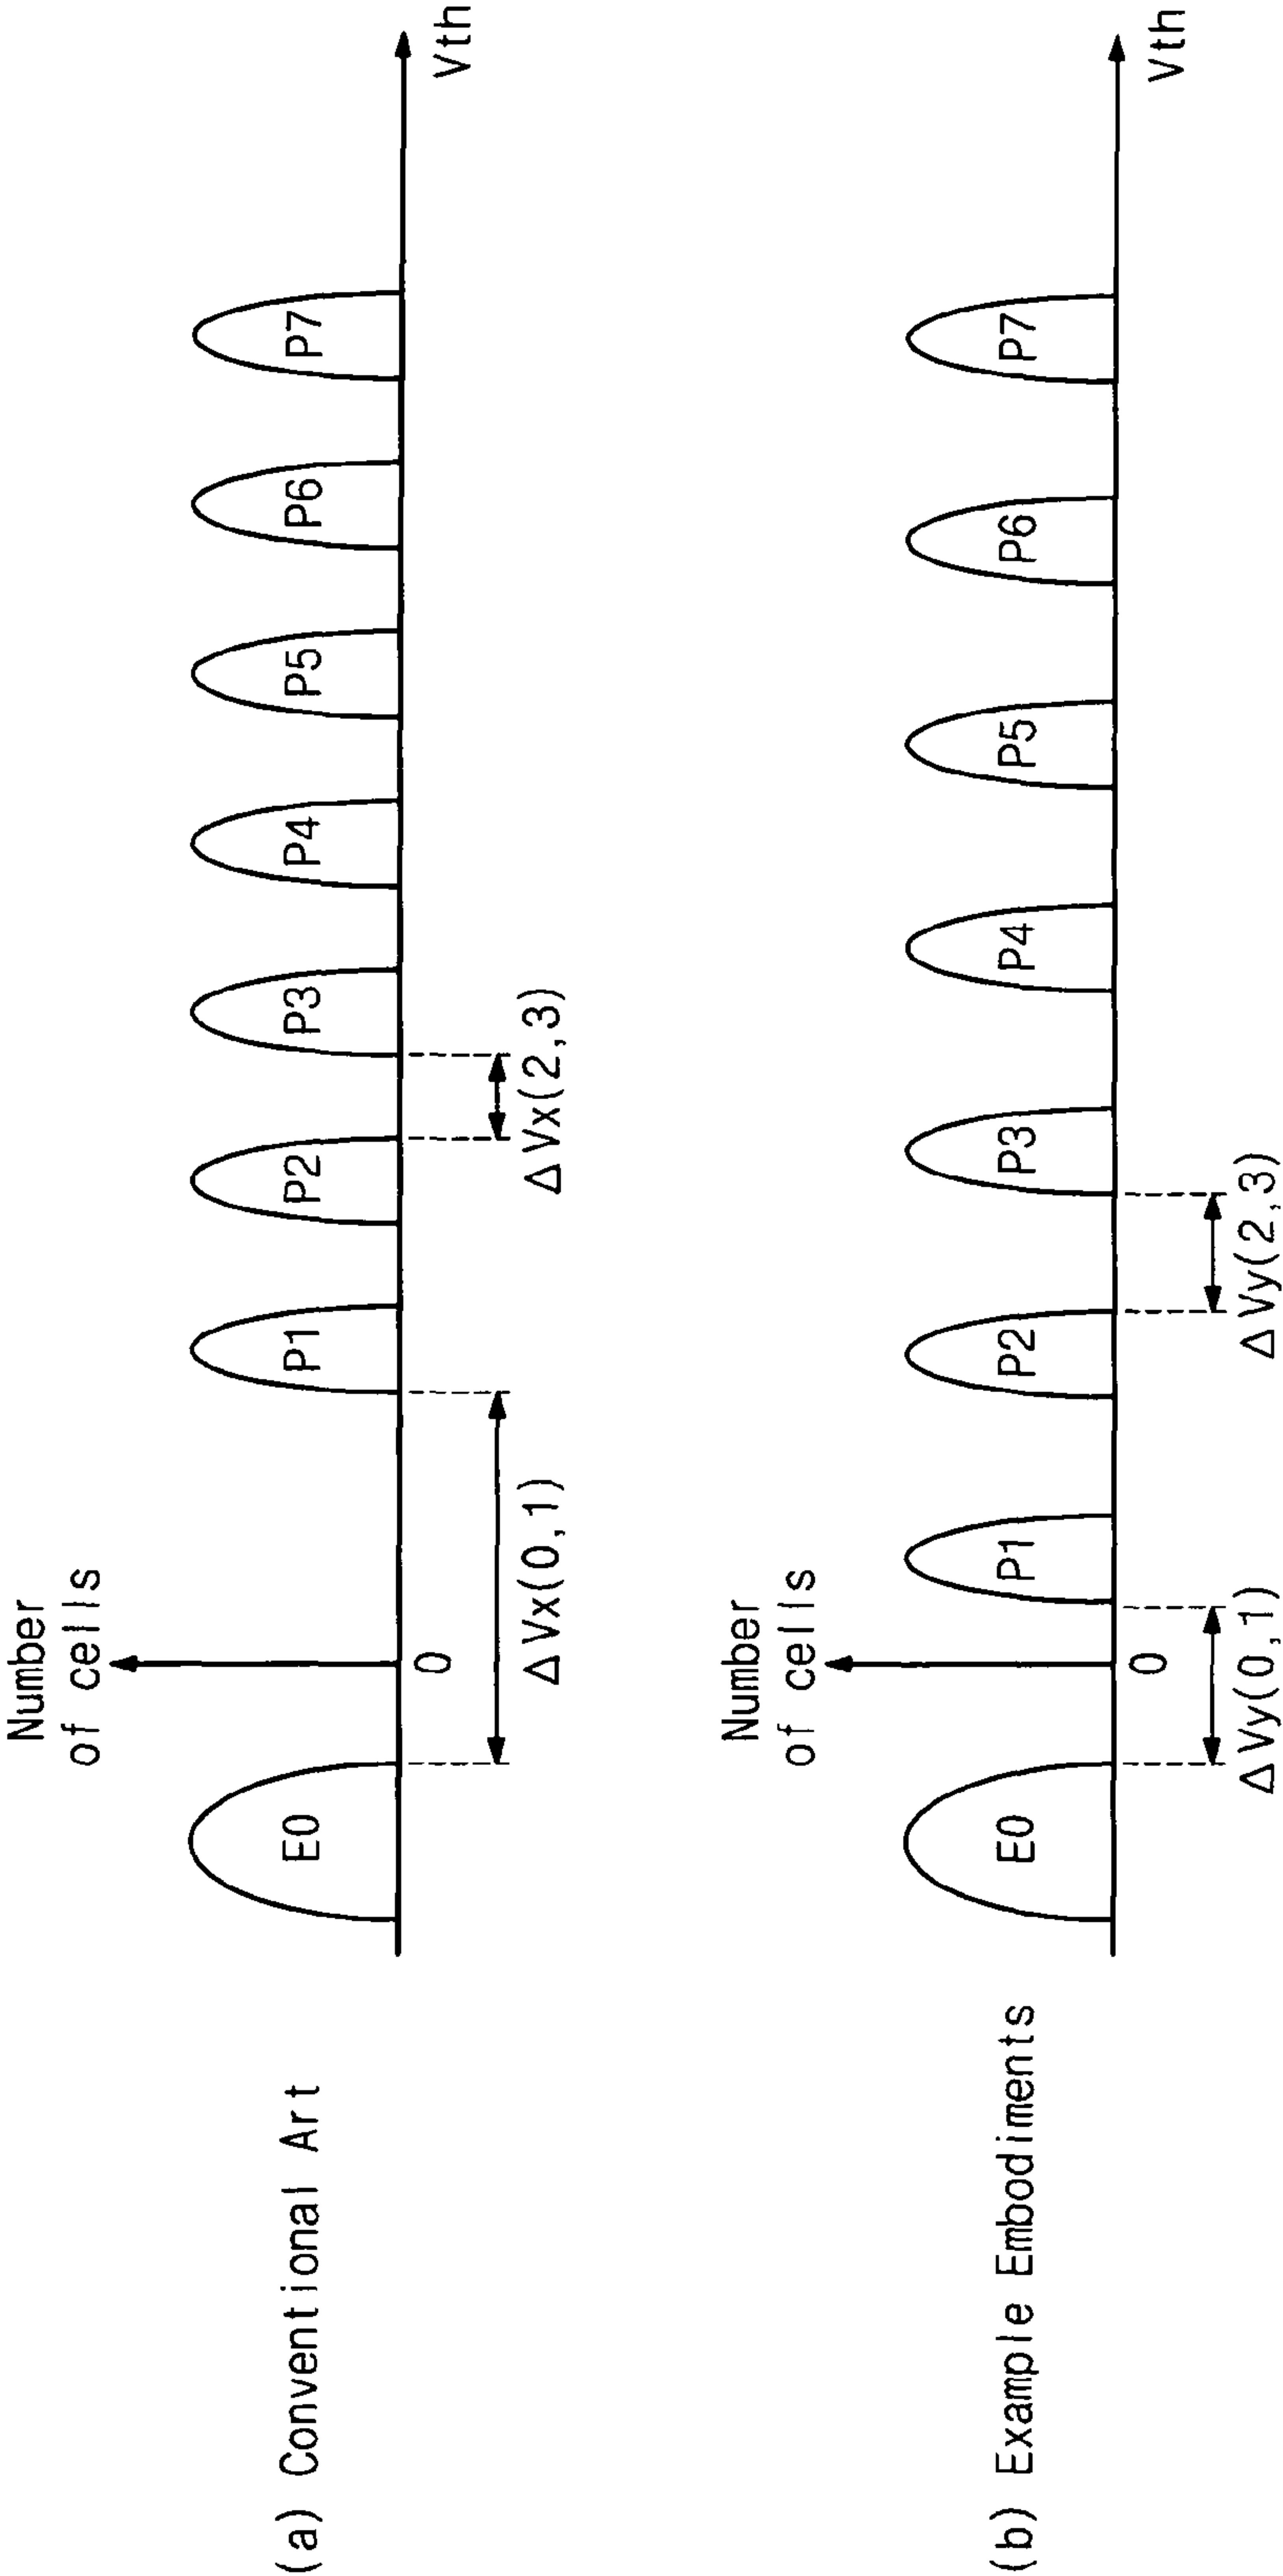 (a) Conventional Art
Number
of cells
E0
P1
P2
P3
P4
P5
P6
P7
0
Vth
ΔVx(0,1)
ΔVx(2,3)
(b) Example Embodiments
Number
of cells
E0
P1
P2
P3
P4
P5
P6
P7
0
Vth
ΔVy(0,1)
ΔVy(2,3)